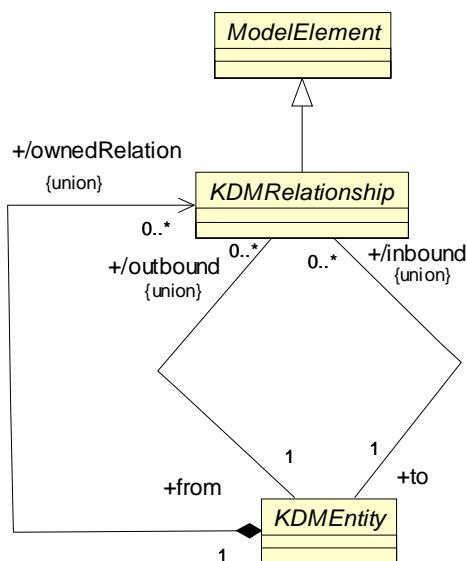 ModelElement
+/ownedRelation
{union}
KDMRelationship
0..*
0..*
0..*
+/outbound
{union}
+/inbound
{union}
1
1
+from
+to
KDMEntity
1